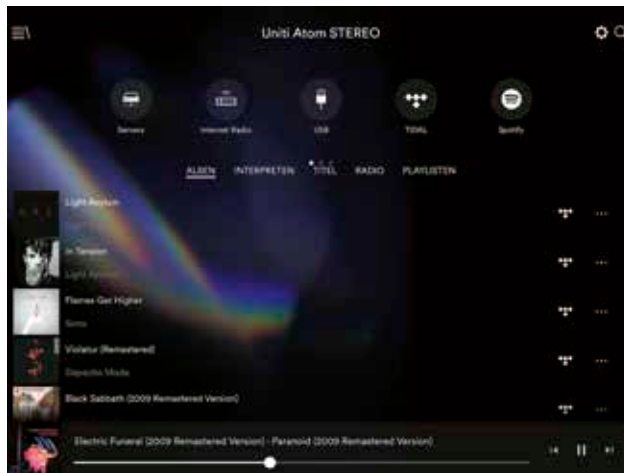 Uniti Atom STEREO
Servers
Internet Radio
USB
TIDAL
Spotify
ALBEN INTERPRETEN TITEL RADIO PLAYLISTEN
Light Asylum
In Tension
Light Asylum
Flames Get Higher
Violator (Remastered)
Depeche Mode
Black Sabbath (2009 Remastered Version)
Electric Funeral (2009 Remastered Version) - Paranoid (2009 Remastered Version)